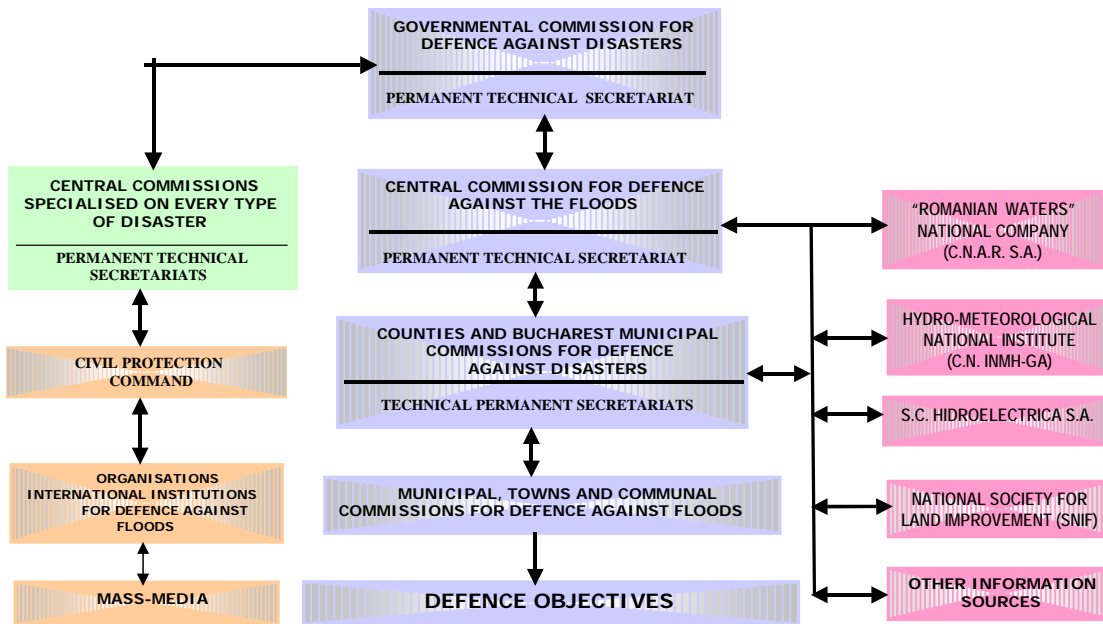 GOVERNMENTAL COMMISSION FOR
DEFENCE AGAINST DISASTERS
PERMANENT TECHNICAL SECRETARIAT
CENTRAL COMMISSIONS
SPECIALISED ON EVERY TYPE
OF DISASTER
PERMANENT TECHNICAL
SECRETARIATS
CIVIL PROTECTION
COMMAND
ORGANISATIONS
INTERNATIONAL INSTITUTIONS
FOR DEFENCE AGAINST
FLOODS
MASS-MEDIA
CENTRAL COMMISSION FOR DEFENCE
AGAINST THE FLOODS
PERMANENT TECHNICAL SECRETARIAT
COUNTIES AND BUCHAREST MUNICIPAL
COMMISSIONS FOR DEFENCE
AGAINST DISASTERS
TECHNICAL PERMANENT SECRETARIATS
MUNICIPAL, TOWNS AND COMMUNAL
COMMISSIONS FOR DEFENCE AGAINST FLOODS
DEFENCE OBJECTIVES
"ROMANIAN WATERS"
NATIONAL COMPANY
(C.N.A.R. S.A.)
HYDRO-METEOROLOGICAL
NATIONAL INSTITUTE
(C.N. INMH-GA)
S.C. HIDROELECTRICA S.A.
NATIONAL SOCIETY FOR
LAND IMPROVEMENT (SNIF)
OTHER INFORMATION
SOURCES